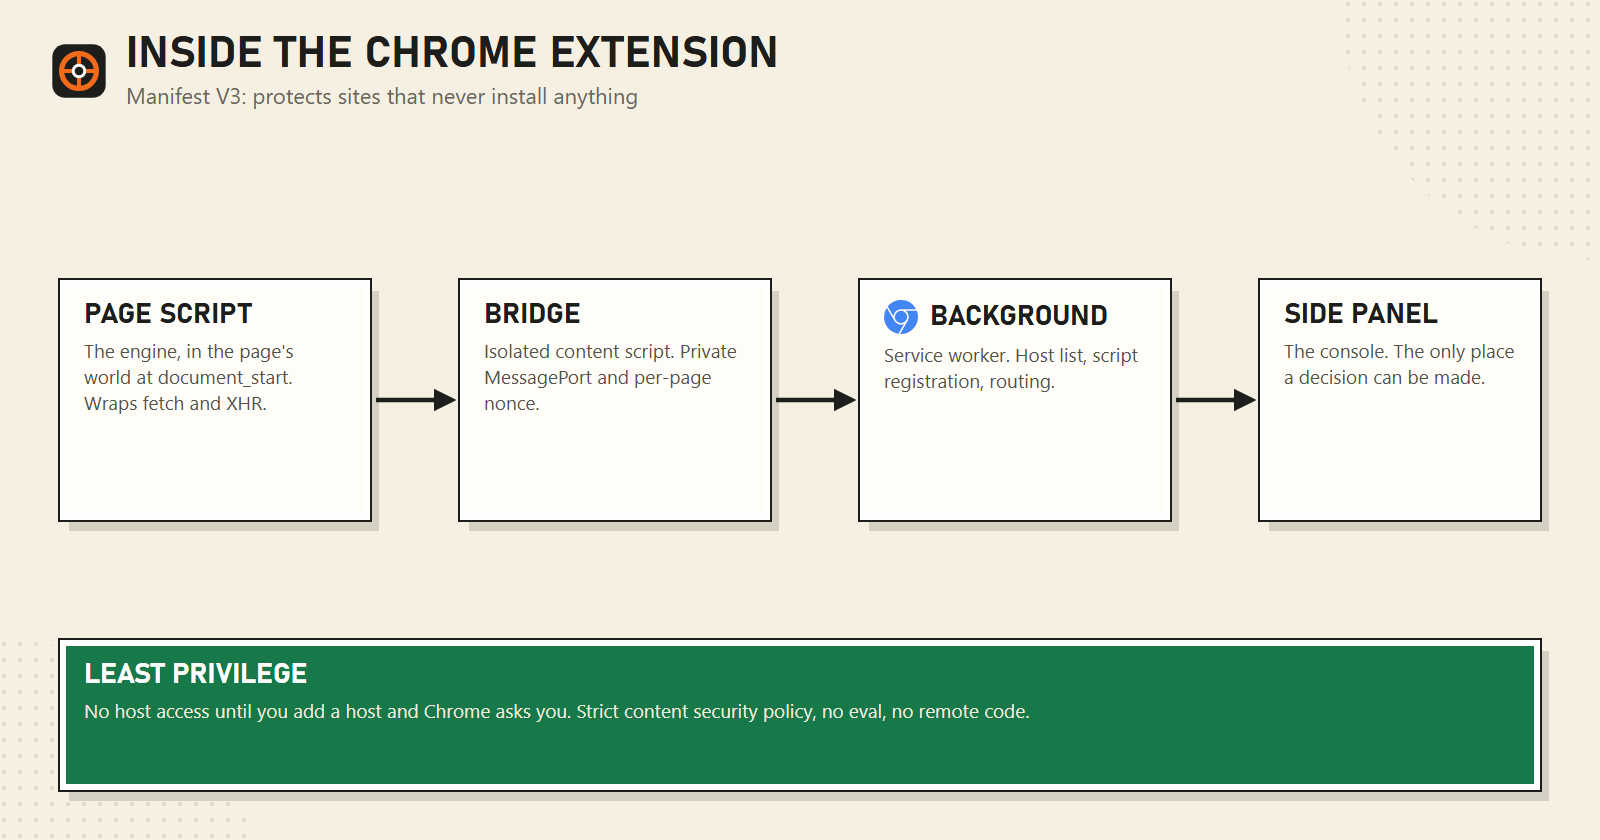 INSIDE THE CHROME EXTENSION
Manifest V3: protects sites that never install anything
PAGE SCRIPT
The engine, in the page's
world at document_start.
Wraps fetch and XHR.
BRIDGE
Isolated content script. Private
MessagePort and per-page
nonce.
BACKGROUND
Service worker. Host list, script
registration, routing.
SIDE PANEL
The console. The only place
a decision can be made.
LEAST PRIVILEGE
No host access until you add a host and Chrome asks you. Strict content security policy, no eval, no remote code.